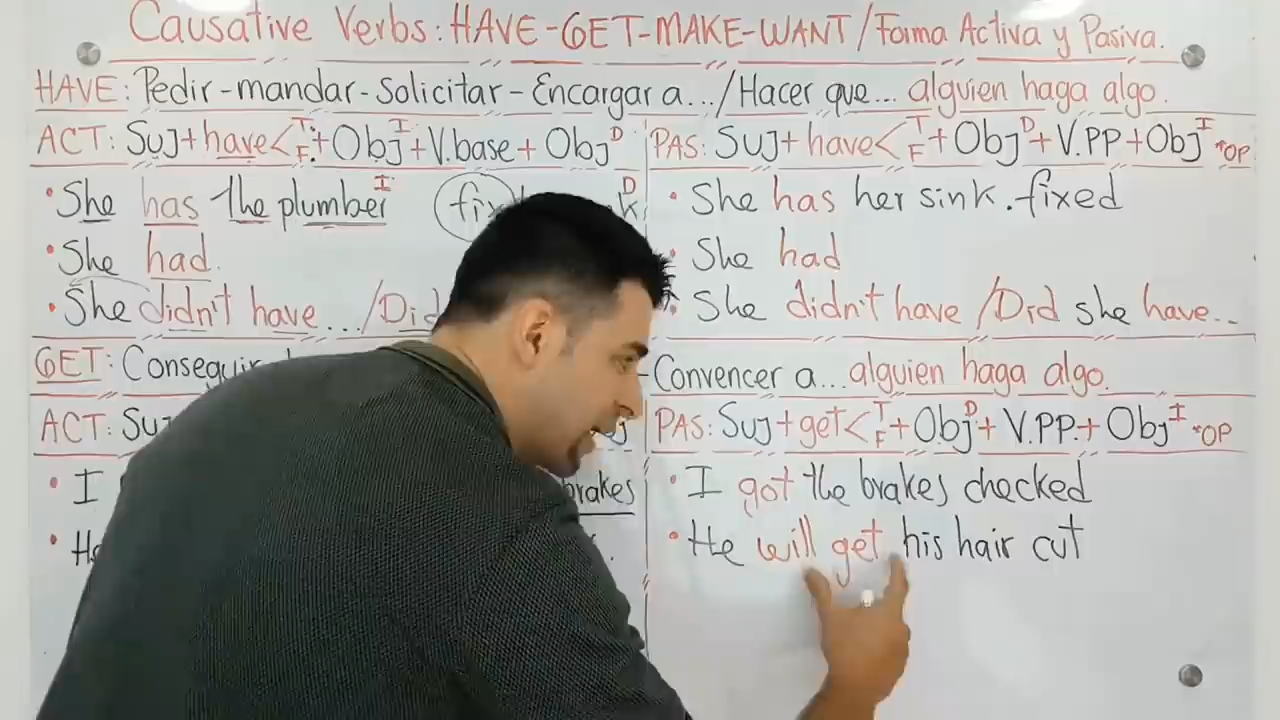 Causative Verbs: HAVE-GET-MAKE-WANT/Forma Activa y Pasiva.
HAVE: Pedir-mandar-Solicitar-Encargar a.../Hacer que... alguien haga algo.
ACT: Suj+have<T F:+Obj I+V.base+Obj D
PAS: Suj+have<T F+Obj D+V.PP+Obj I *OP
• She has the plumber I fix D
• She had.
• She didn't have.../Did
• She has her sink.fixed
• She had
• She didn't have /Did she have...
GET: Conseguir -Convencer a...alguien haga algo.
ACT: Su
PAS: Suj+get<T F+Obj D+V.PP.+Obj I *OP
• I brakes
• He
• I got the brakes checked
• He will get his hair cut